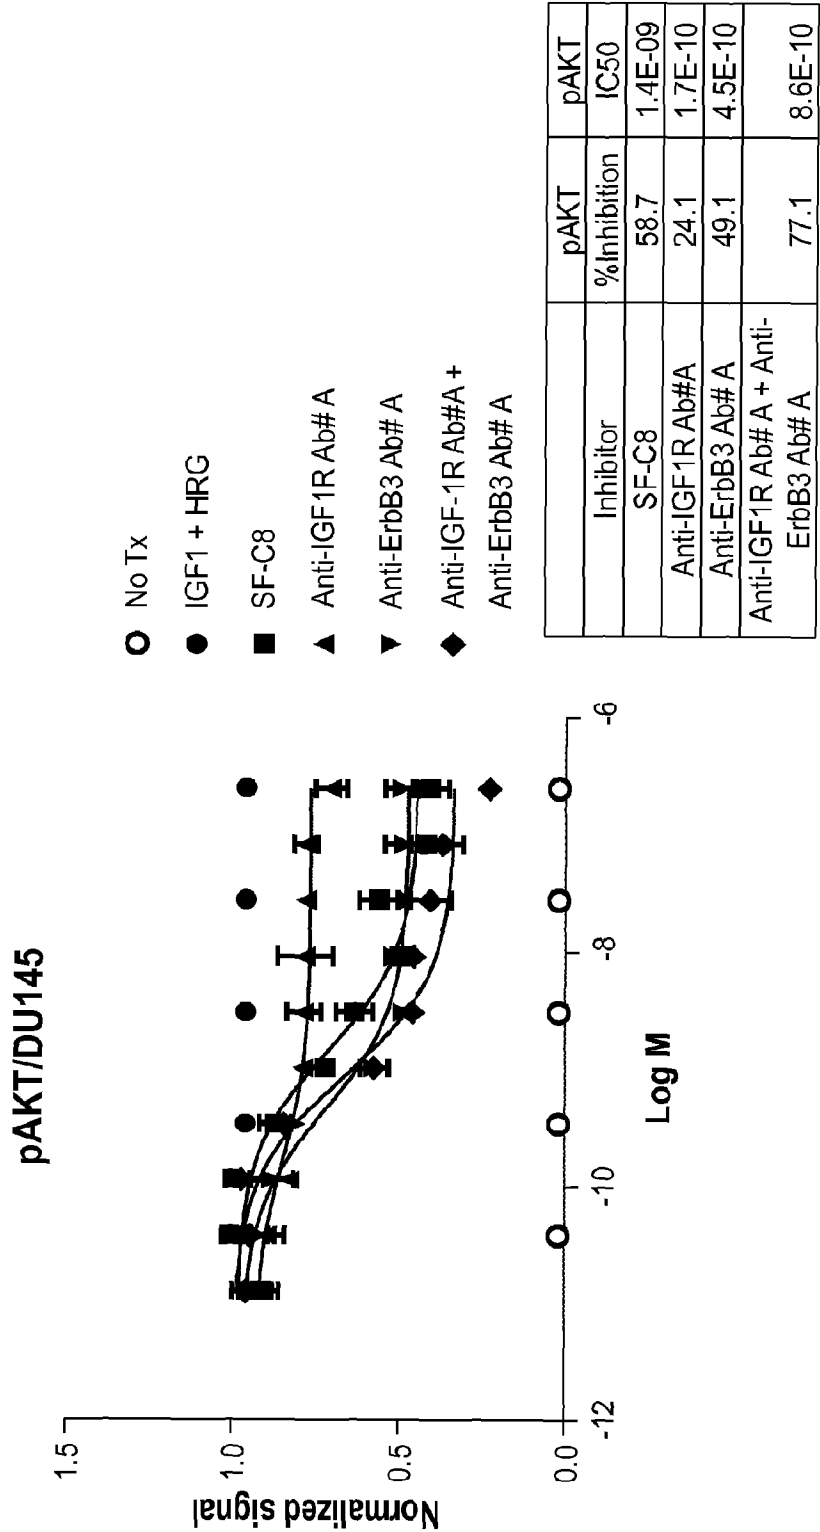 pAKT/DU145
Normalized signal
1.5
1.0
0.5
0.0
-12
-10
-8
-6
Log M
No Tx
IGF1 + HRG
SF-C8
Anti-IGF1R Ab# A
Anti-ErbB3 Ab# A
Anti-IGF-1R Ab#A +
Anti-ErbB3 Ab# A
pAKT pAKT
Inhibitor %Inhibition IC50
SF-C8 58.7 1.4E-09
Anti-IGF1R Ab#A 24.1 1.7E-10
Anti-ErbB3 Ab# A 49.1 4.5E-10
Anti-IGF1R Ab# A + Anti-
ErbB3 Ab# A 77.1 8.6E-10